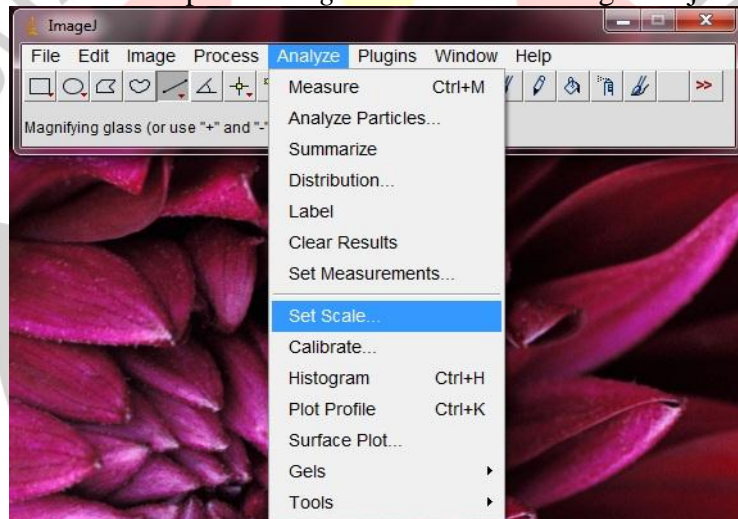 ImageJ
File Edit Image Process Analyze Plugins Window Help
Magnifying glass (or use "+" and "-"
Measure Ctrl+M
Analyze Particles...
Summarize
Distribution...
Label
Clear Results
Set Measurements...
Set Scale...
Calibrate...
Histogram Ctrl+H
Plot Profile Ctrl+K
Surface Plot...
Gels
Tools